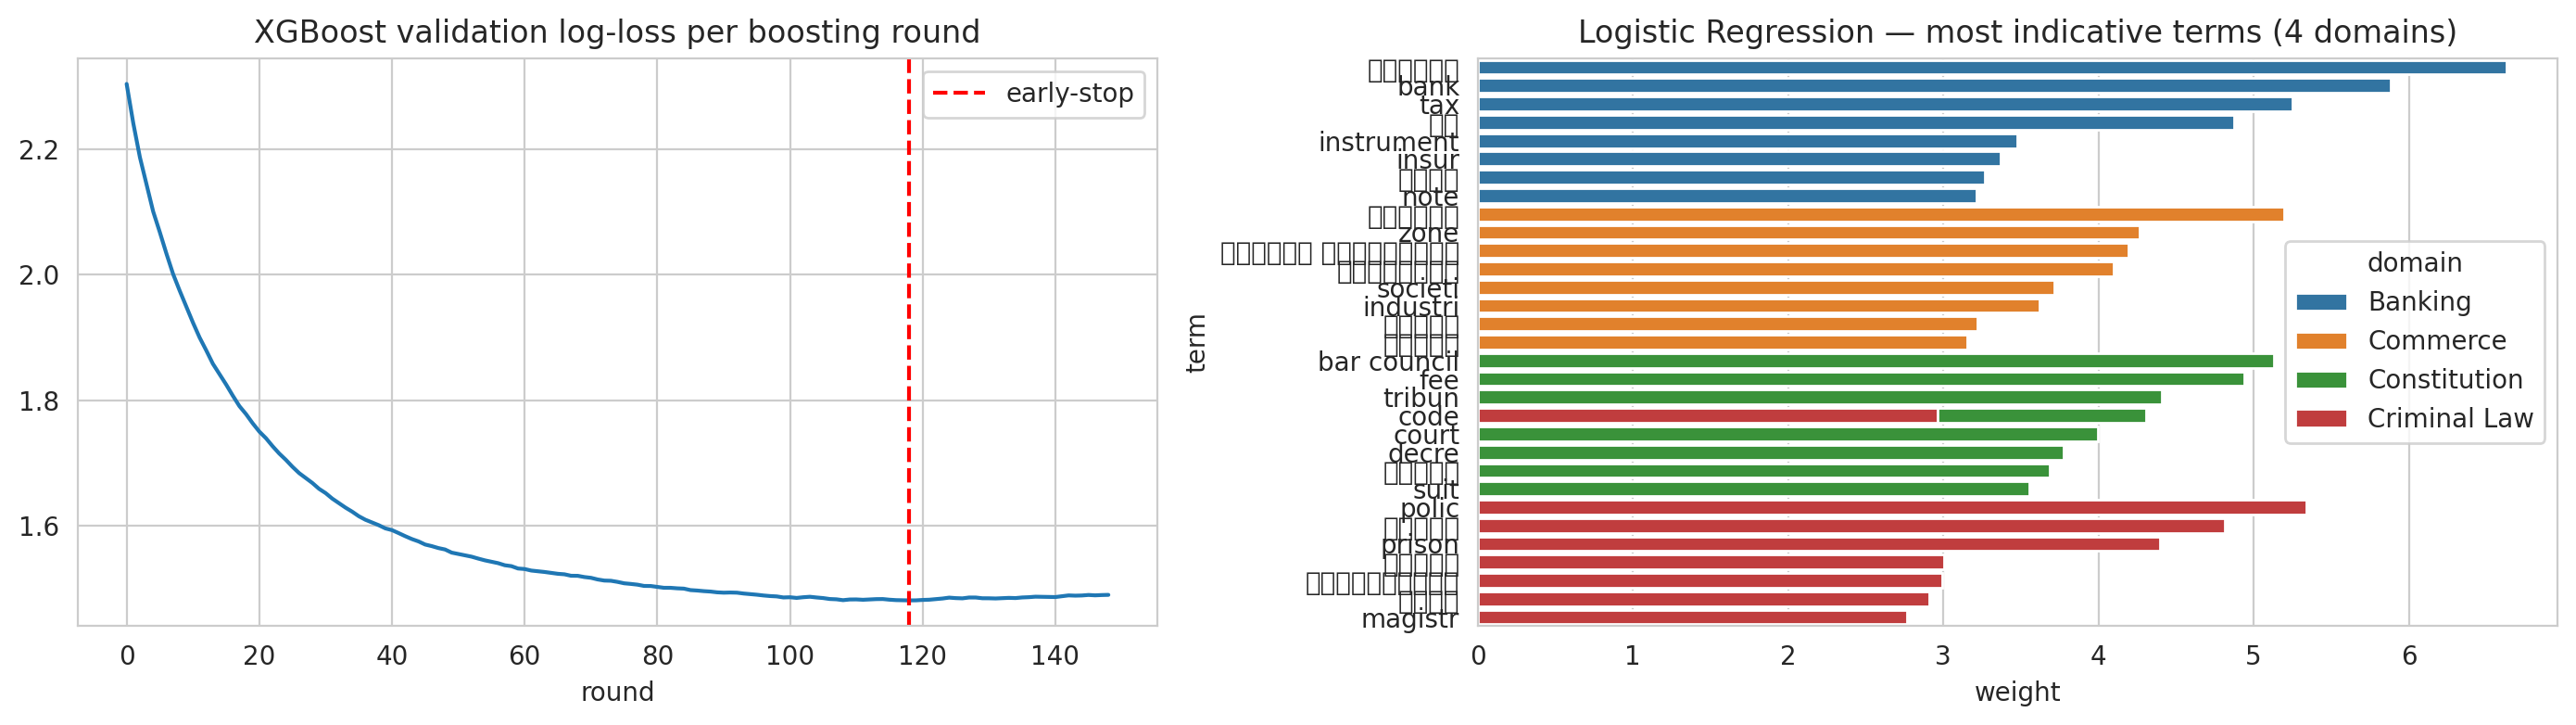 XGBoost validation log-loss per boosting round
2.2
2.0
1.8
1.6
0 20 40 60 80 100 120 140
round
early-stop
Logistic Regression — most indicative terms (4 domains)
term
bank
tax
instrument
insur
note
zone
societi
industri
bar council
fee
tribun
code
court
decre
suit
polic
prison
magistr
0 1 2 3 4 5 6
weight
domain
Banking
Commerce
Constitution
Criminal Law